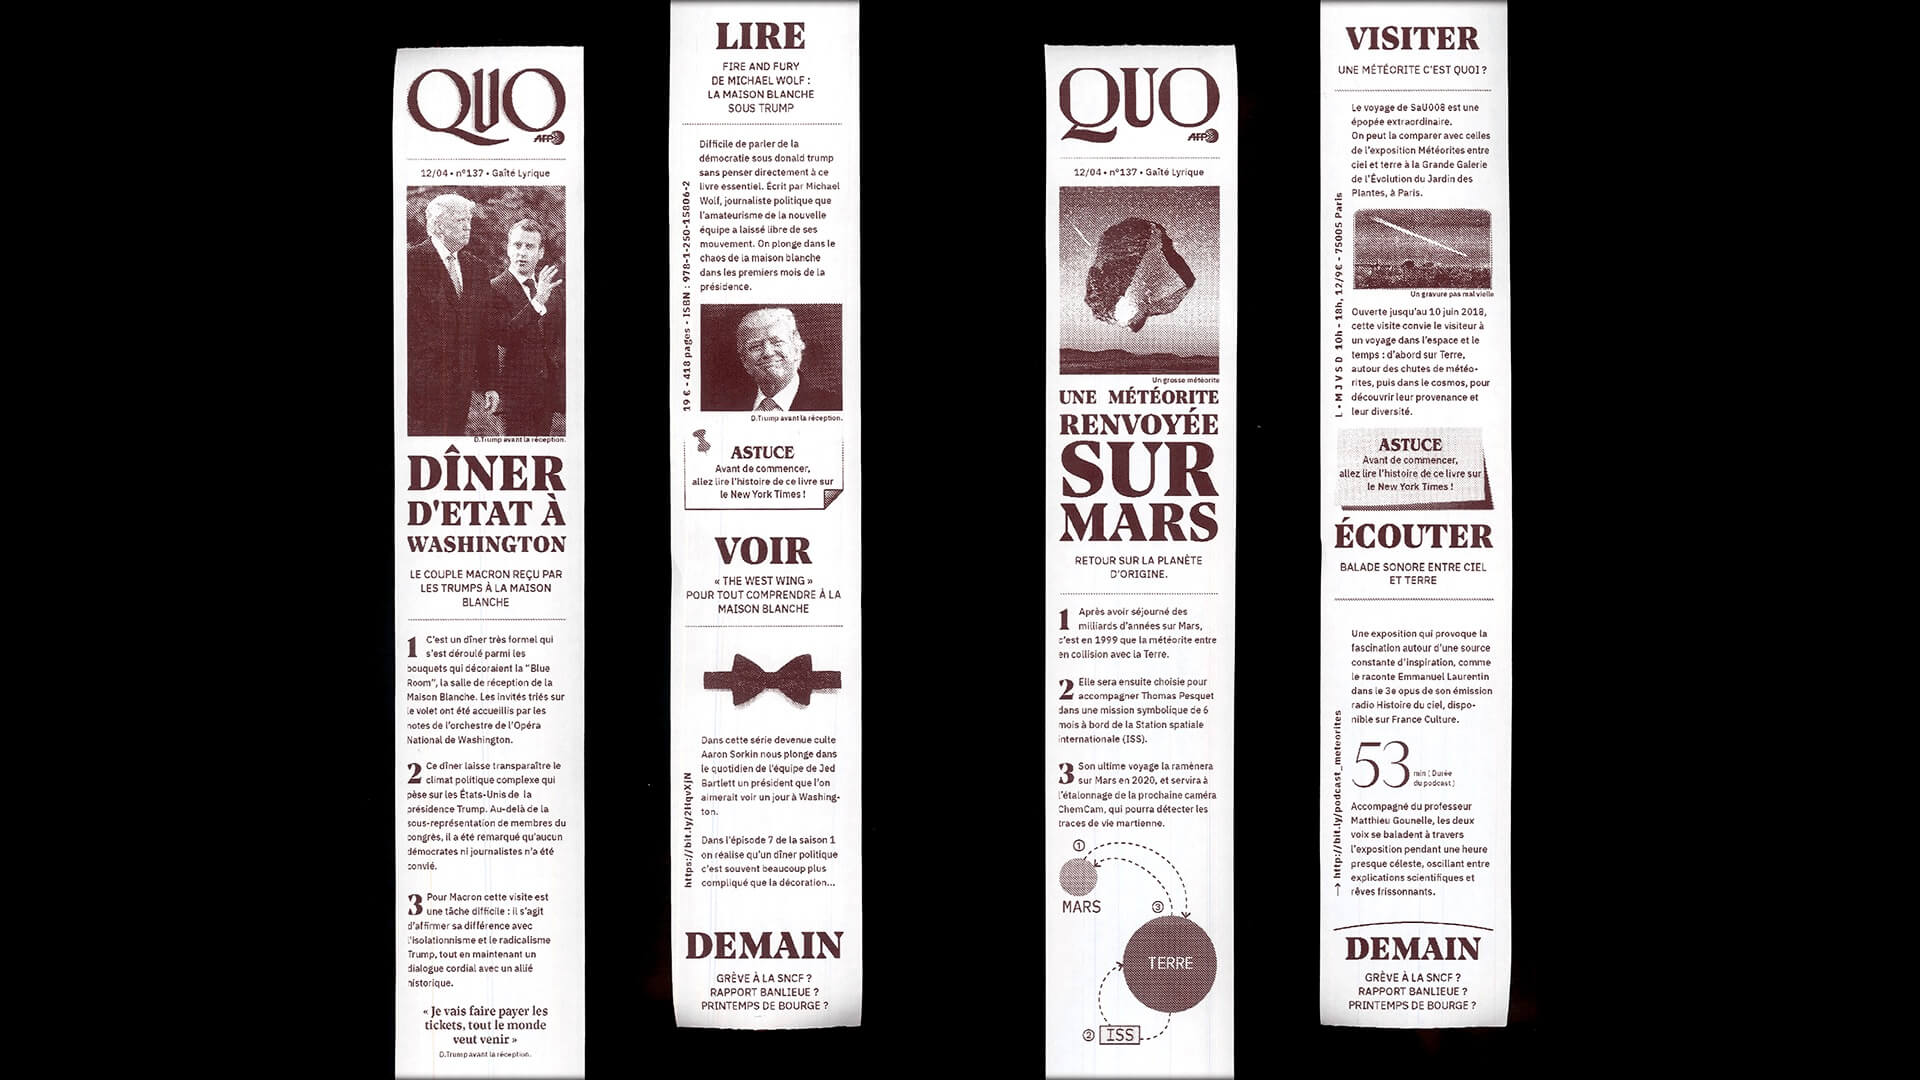 QUO
AFP
12/04 • n°137 • Gaîté Lyrique
D.Trump avant la réception.
DÎNER
D'ETAT À
WASHINGTON
LE COUPLE MACRON REÇU PAR
LES TRUMPS À LA MAISON
BLANCHE
1 C'est un dîner très formel qui
s'est déroulé parmi les
bouquets qui décoraient la "Blue
Room", la salle de réception de la
Maison Blanche. Les invités triés sur
le volet ont été accueillis par les
notes de l'orchestre de l'Opéra
National de Washington.
2 Ce dîner laisse transparaître le
climat politique complexe qui
pèse sur les États-Unis de la
présidence Trump. Au-delà de la
sous-représentation de membres du
congrès, il a été remarqué qu'aucun
démocrates ni journalistes n'a été
convié.
3 Pour Macron cette visite est
une tâche difficile : il s'agit
d'affirmer sa différence avec
l'isolationnisme et le radicalisme
Trump, tout en maintenant un
dialogue cordial avec un allié
historique.
« Je vais faire payer les
tickets, tout le monde
veut venir »
D.Trump avant la réception.
LIRE
FIRE AND FURY
DE MICHAEL WOLF :
LA MAISON BLANCHE
SOUS TRUMP
19 € - 418 pages - ISBN : 978-1-250-15806-2
Difficile de parler de la
démocratie sous donald trump
sans penser directement à ce
livre essentiel. Écrit par Michael
Wolf, journaliste politique que
l'amateurisme de la nouvelle
équipe a laissé libre de ses
mouvement. On plonge dans le
chaos de la maison blanche
dans les premiers mois de la
présidence.
D.Trump avant la réception.
ASTUCE
Avant de commencer,
allez lire l'histoire de ce livre sur
le New York Times !
VOIR
« THE WEST WING »
POUR TOUT COMPRENDRE À LA
MAISON BLANCHE
https://bit.ly/2HqvXjN
Dans cette série devenue culte
Aaron Sorkin nous plonge dans
le quotidien de l'équipe de Jed
Bartlett un président que l'on
aimerait voir un jour à Washing-
ton.
Dans l'épisode 7 de la saison 1
on réalise qu'un dîner politique
c'est souvent beaucoup plus
compliqué que la décoration...
DEMAIN
GRÊVE À LA SNCF ?
RAPPORT BANLIEUE ?
PRINTEMPS DE BOURGE ?
QUO
AFP
12/04 • n°137 • Gaîté Lyrique
Un grosse météorite
UNE MÉTÉORITE
RENVOYÉE
SUR
MARS
RETOUR SUR LA PLANÈTE
D'ORIGINE.
1 Après avoir séjourné des
milliards d'années sur Mars,
c'est en 1999 que la météorite entre
en collision avec la Terre.
2 Elle sera ensuite choisie pour
accompagner Thomas Pesquet
dans une mission symbolique de 6
mois à bord de la Station spatiale
internationale (ISS).
3 Son ultime voyage la ramènera
sur Mars en 2020, et servira à
l'étalonnage de la prochaine caméra
ChemCam, qui pourra détecter les
traces de vie martienne.
①
MARS
③
TERRE
② ISS
VISITER
UNE MÉTÉORITE C'EST QUOI ?
L • M J V S D 10h - 18h, 12/9€ - 75005 Paris
Le voyage de SaU008 est une
épopée extraordinaire.
On peut la comparer avec celles
de l'exposition Météorites entre
ciel et terre à la Grande Galerie
de l'Évolution du Jardin des
Plantes, à Paris.
Un gravure pas mal vielle
Ouverte jusqu'au 10 juin 2018,
cette visite convie le visiteur à
un voyage dans l'espace et le
temps : d'abord sur Terre,
autour des chutes de météo-
rites, puis dans le cosmos, pour
découvrir leur provenance et
leur diversité.
ASTUCE
Avant de commencer,
allez lire l'histoire de ce livre sur
le New York Times !
ÉCOUTER
BALADE SONORE ENTRE CIEL
ET TERRE
→ http://bit.ly/podcast_meteorites
Une exposition qui provoque la
fascination autour d'une source
constante d'inspiration, comme
le raconte Emmanuel Laurentin
dans le 3e opus de son émission
radio Histoire du ciel, dispo-
nible sur France Culture.
53 min ( Durée
du podcast )
Accompagné du professeur
Matthieu Gounelle, les deux
voix se baladent à travers
l'exposition pendant une heure
presque céleste, oscillant entre
explications scientifiques et
rêves frissonnants.
DEMAIN
GRÊVE À LA SNCF ?
RAPPORT BANLIEUE ?
PRINTEMPS DE BOURGE ?